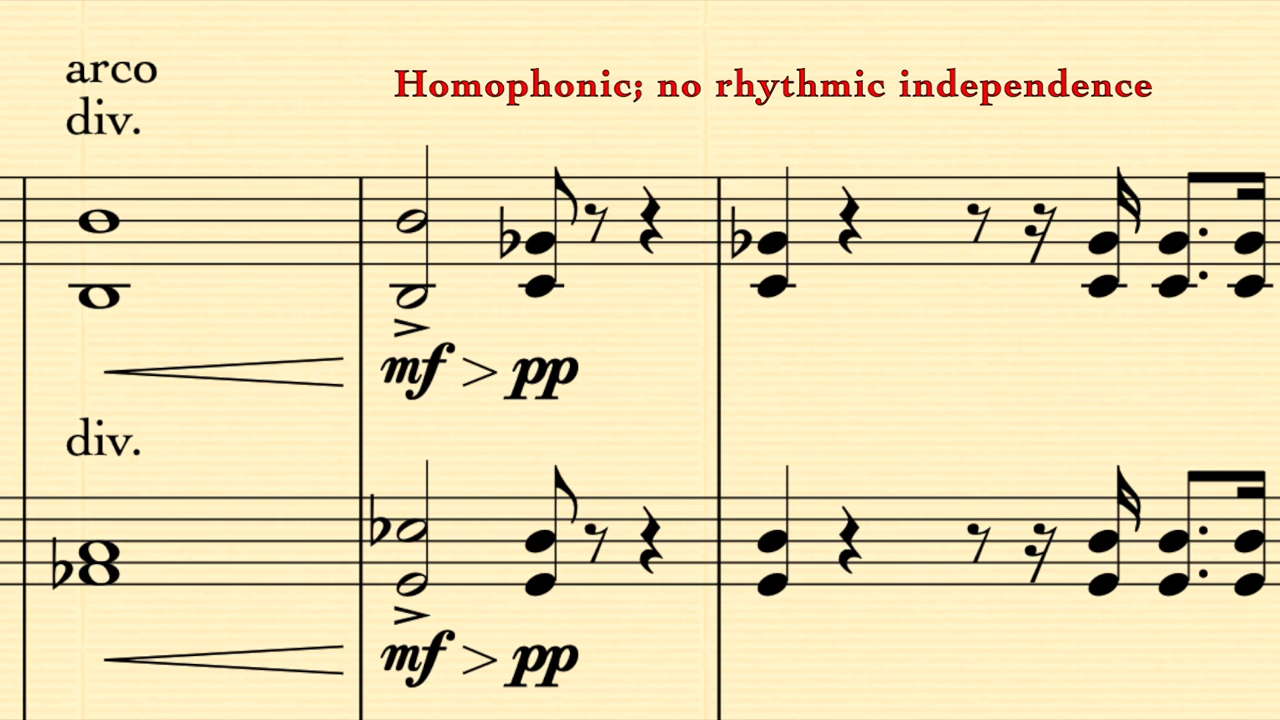 arco
Homophonic; no rhythmic independence
div.
mf > pp
div.
mf > pp